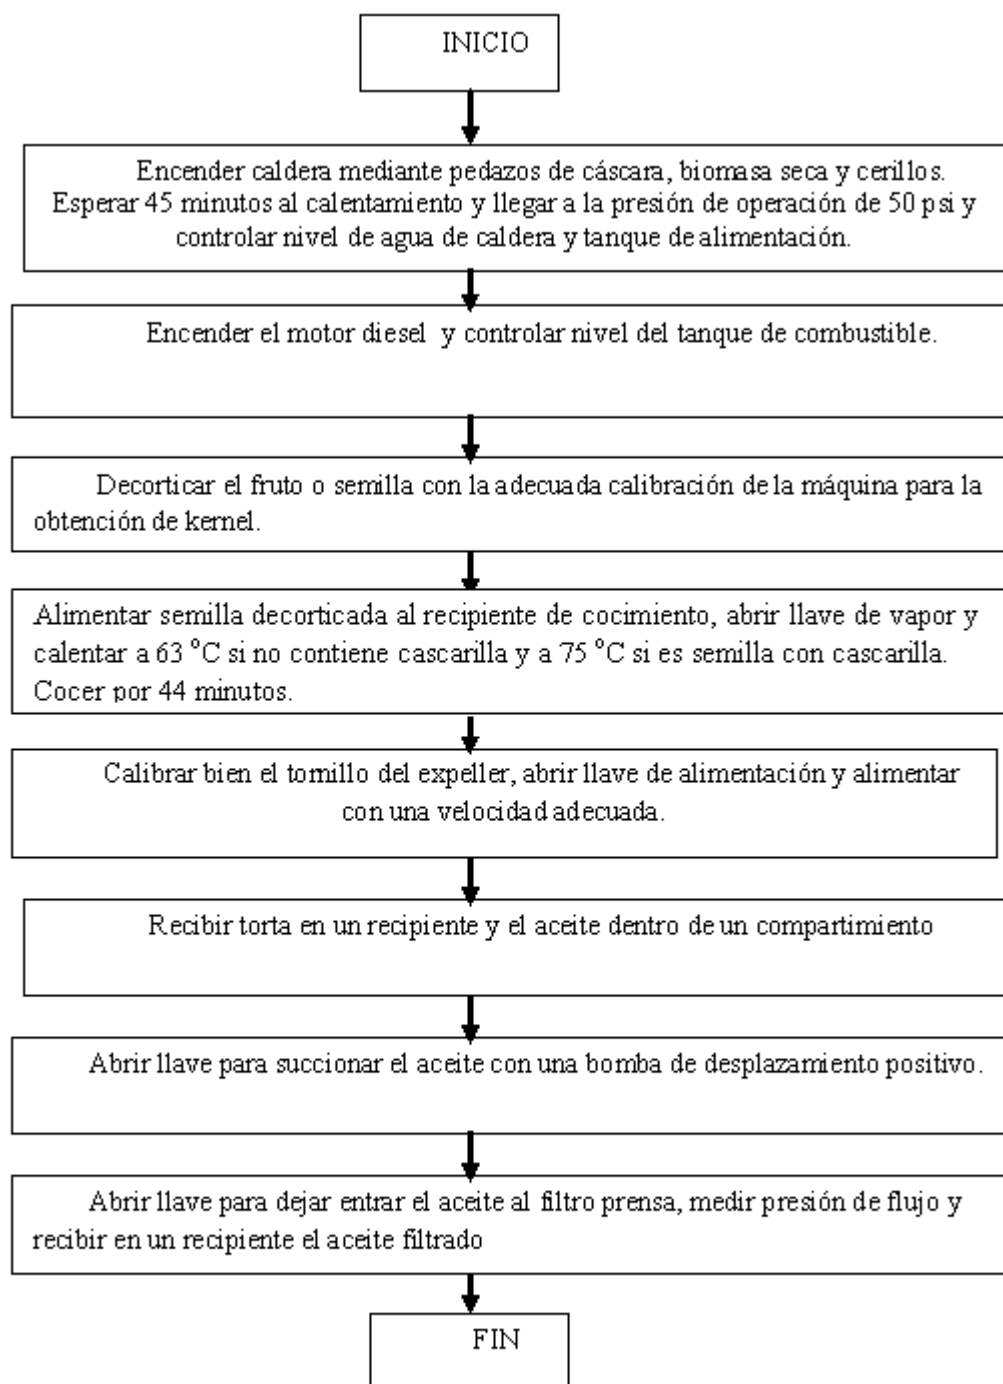 INICIO
Encender caldera mediante pedazos de cáscara, biomasa seca y cerillos.
Esperar 45 minutos al calentamiento y llegar a la presión de operación de 50 psi y
controlar nivel de agua de caldera y tanque de alimentación.
Encender el motor diesel y controlar nivel del tanque de combustible.
Decorticar el fruto o semilla con la adecuada calibración de la máquina para la
obtención de kernel.
Alimentar semilla decorticada al recipiente de cocimiento, abrir llave de vapor y
calentar a 63 °C si no contiene cascarilla y a 75 °C si es semilla con cascarilla.
Cocer por 44 minutos.
Calibrar bien el tornillo del expeller, abrir llave de alimentación y alimentar
con una velocidad adecuada.
Recibir torta en un recipiente y el aceite dentro de un compartimiento
Abrir llave para succionar el aceite con una bomba de desplazamiento positivo.
Abrir llave para dejar entrar el aceite al filtro prensa, medir presión de flujo y
recibir en un recipiente el aceite filtrado
FIN